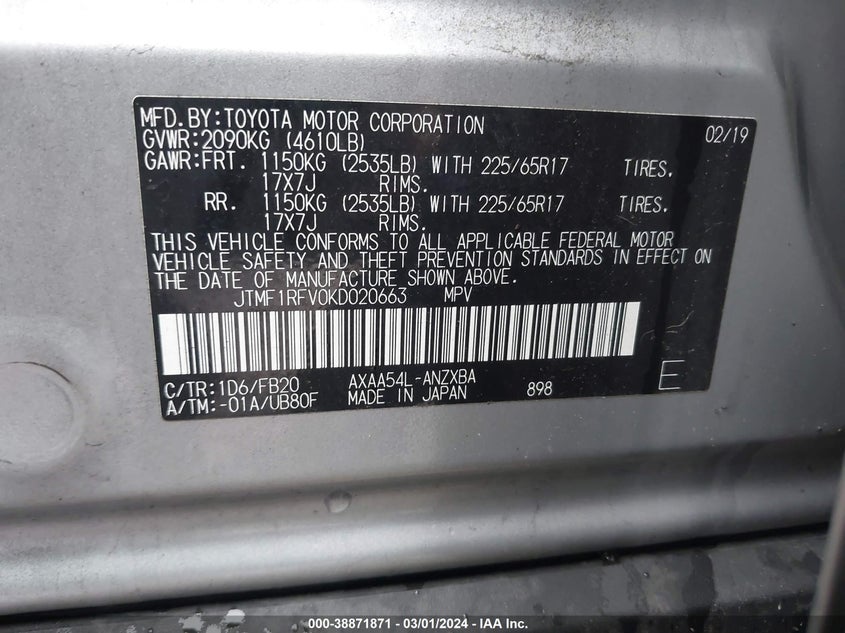 MFD.BY:TOYOTA MOTOR CORPORATION 02/19
GVWR:2090KG (4610LB)
GAWR:FRT. 1150KG (2535LB) WITH 225/65R17 TIRES.
17X7J RIMS.
RR. 1150KG (2535LB) WITH 225/65R17 TIRES.
17X7J RIMS.
THIS VEHICLE CONFORMS TO ALL APPLICABLE FEDERAL MOTOR
VEHICLE SAFETY AND THEFT PREVENTION STANDARDS IN EFFECT ON
THE DATE OF MANUFACTURE SHOWN ABOVE.
JTMF1RFV0KD020663 MPV
C/TR:1D6/FB20 AXAA54L-ANZXBA
A/TM:-01A/UB80F MADE IN JAPAN 898 E
000-38871871 / 03/01/2024 - IAA Inc.